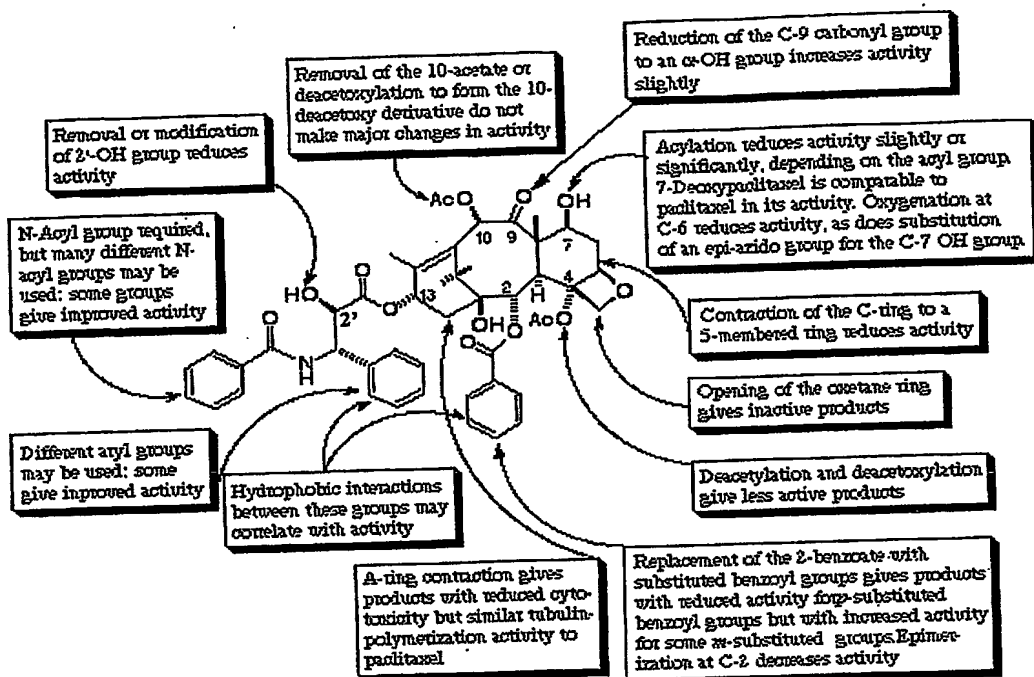 Reduction of the C-9 carbonyl group
to an α-OH group increases activity
slightly
Removal of the 10-acetate or
deacetoxylation to form the 10-
deacetoxy derivative do not
make major changes in activity
Removal or modification
of 2'-OH group reduces
activity
Acylation reduces activity slightly or
significantly, depending on the acyl group.
7-Deoxypaclitaxel is comparable to
paclitaxel in its activity. Oxygenation at
C-6 reduces activity, as does substitution
of an epi-azido group for the C-7 OH group.
N-Acyl group required,
but many different N-
acyl groups may be
used: some groups
give improved activity
AcO
O
OH
10
9
7
O
HO
2'
O
13
2
4
O
OH
H
AcO
O
O
O
N
H
Contraction of the C-ring to a
5-membered ring reduces activity
Opening of the oxetane ring
gives inactive products
Deacetylation and deacetoxylation
give less active products
Different aryl groups
may be used: some
give inproved activity
Hydrophobic interactions
between these groups may
correlate with activity
A-ring contraction gives
products with reduced cyto-
toxicity but similar tubulin-
polymerization activity to
paclitaxel
Replacement of the 2-benzoate with
substituted benzoyl groups gives products
with reduced activity for p-substituted
benzoyl groups but with increased activity
for some m-substituted groups. Epimer-
ization at C-2 decreases activity